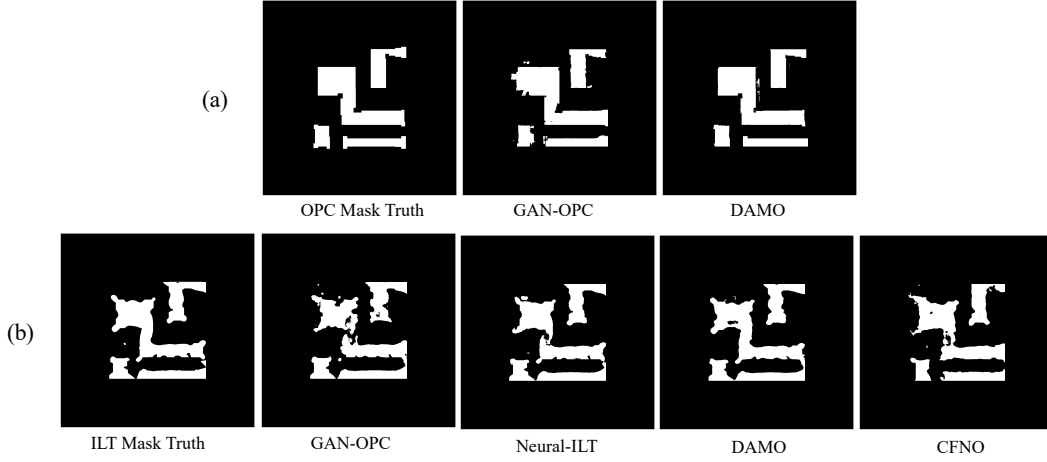 (a)
OPC Mask Truth GAN-OPC DAMO
(b)
ILT Mask Truth GAN-OPC Neural-ILT DAMO CFNO